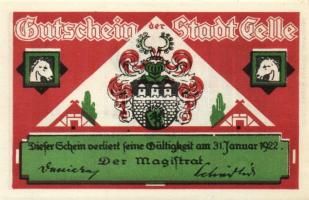 Gutschein der Stadt Celle
Dieser Schein verliert seine Gültigkeit am 31. Januar 1922.
Der Magistrat